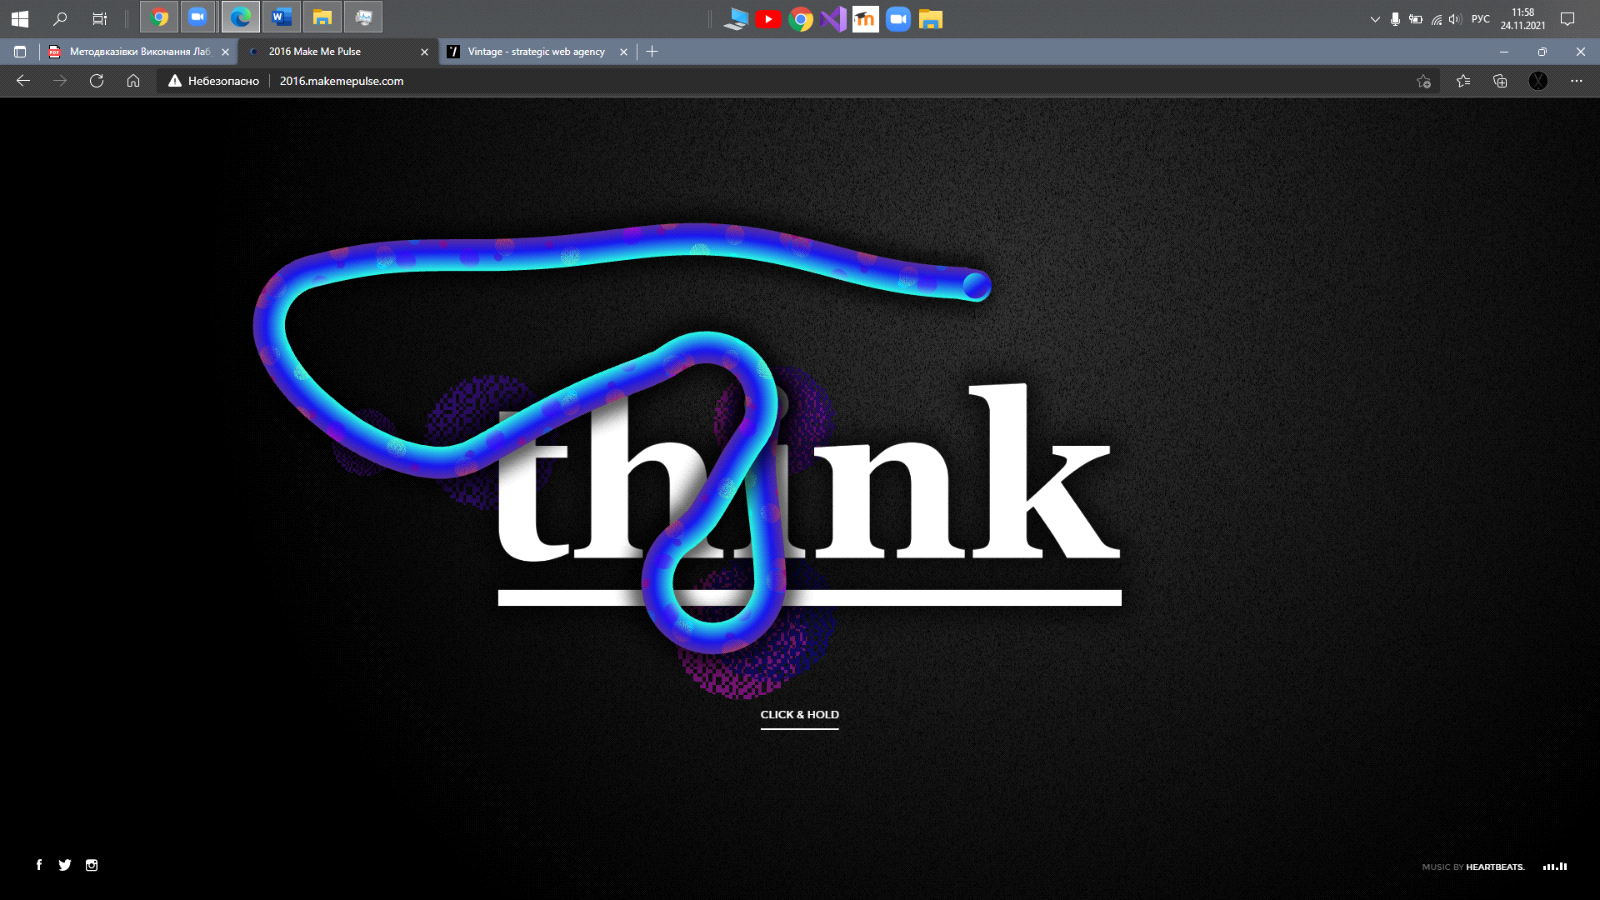 РУС
11:58
24.11.2021
Методвказівки Виконання Лаб
2016 Make Me Pulse
Vintage - strategic web agency
Небезопасно
2016.makemepulse.com
think
CLICK & HOLD
MUSIC BY HEARTBEATS.